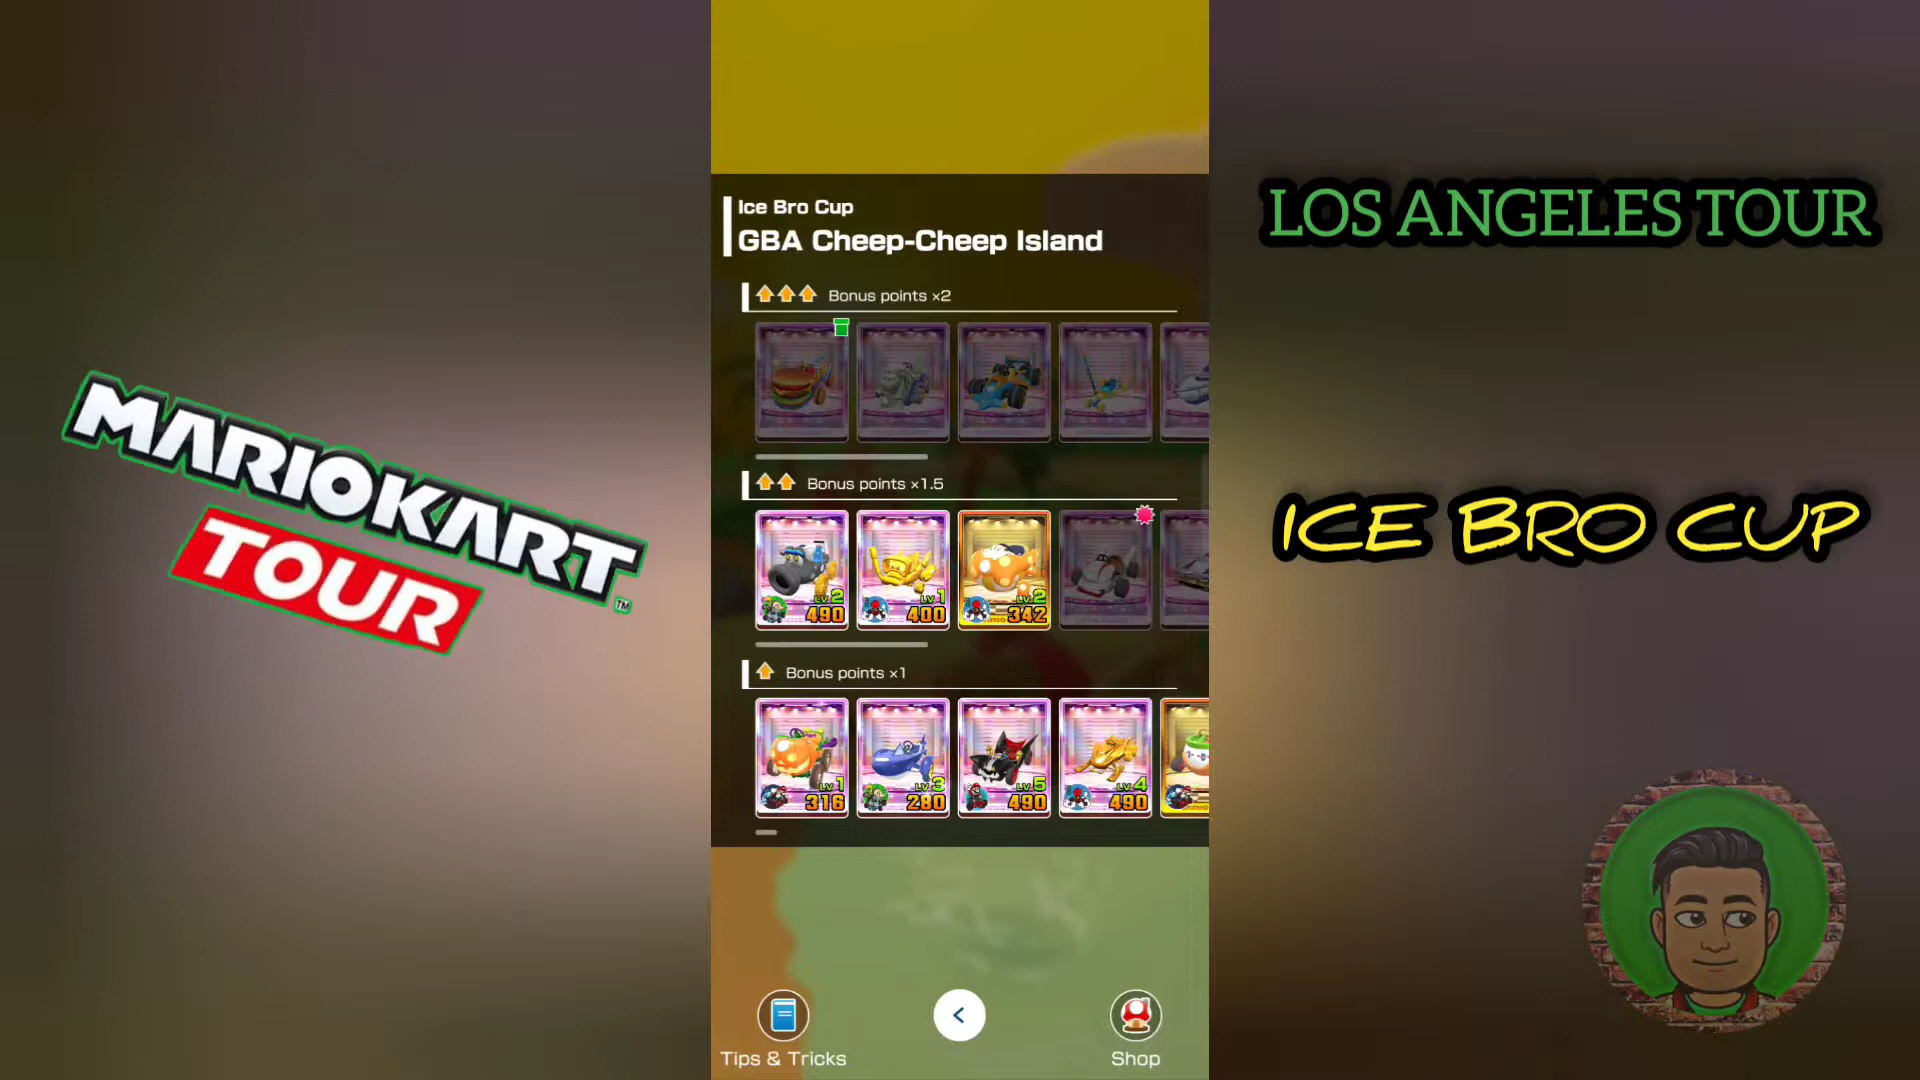 MARIO KART
TOUR
TM
Ice Bro Cup
GBA Cheep-Cheep Island
Bonus points ×2
Bonus points ×1.5
LV.2
490
LV.1
400
LV.2
342
Bonus points ×1
LV.1
316
LV.3
280
LV.5
490
LV.4
490
Tips & Tricks
<
Shop
LOS ANGELES TOUR
ICE BRO CUP